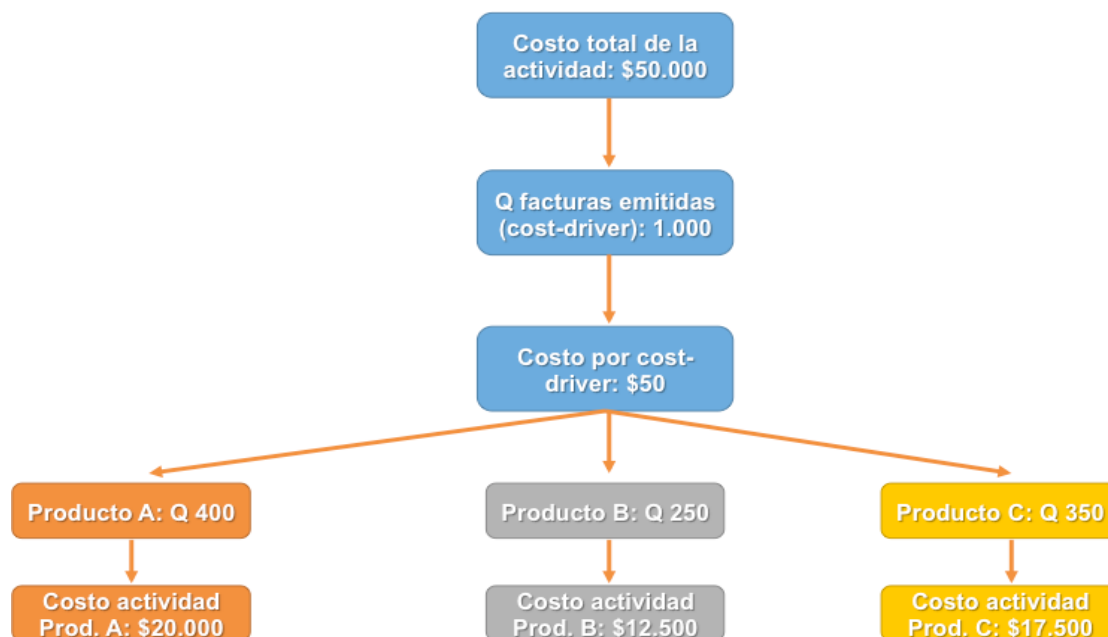 Costo total de la
actividad: $50.000
Q facturas emitidas
(cost-driver): 1.000
Costo por cost-
driver: $50
Producto A: Q 400
Producto B: Q 250
Producto C: Q 350
Costo actividad
Prod. A: $20.000
Costo actividad
Prod. B: $12.500
Costo actividad
Prod. C: $17.500